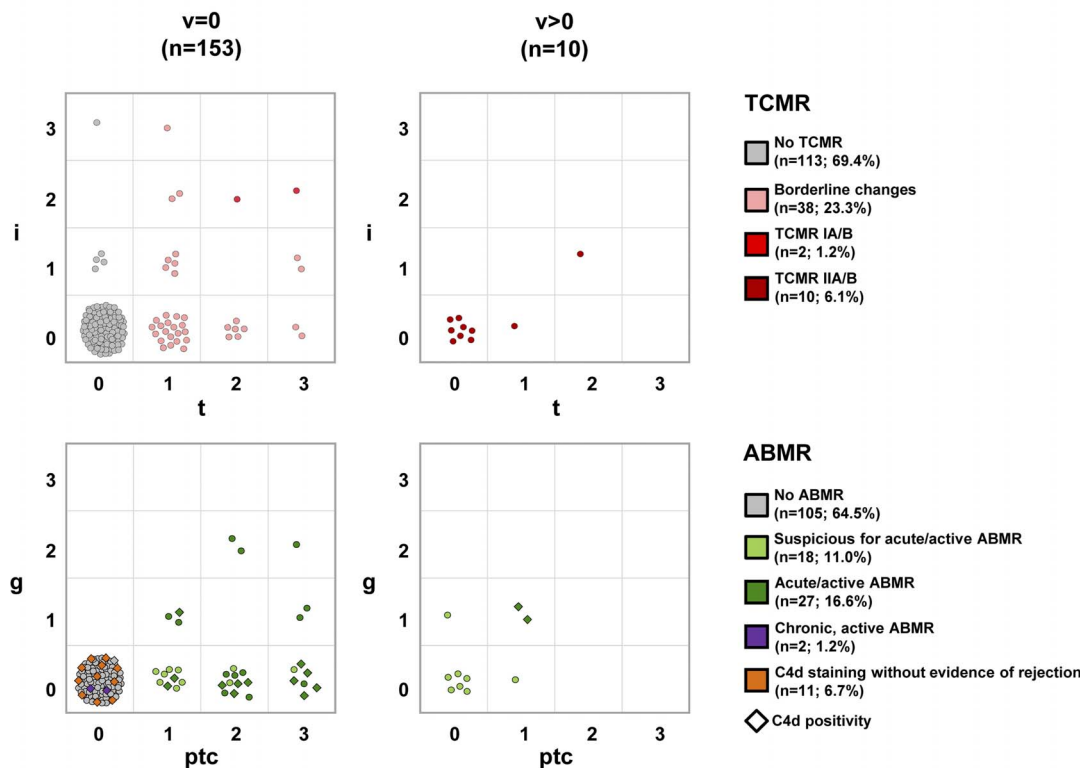 v=0
(n=153)
v>0
(n=10)
3
2
i
1
0
0 1 2 3
t
3
2
i
1
0
0 1 2 3
t
TCMR
No TCMR
(n=113; 69.4%)
Borderline changes
(n=38; 23.3%)
TCMR IA/B
(n=2; 1.2%)
TCMR IIA/B
(n=10; 6.1%)
3
2
g
1
0
0 1 2 3
ptc
3
2
g
1
0
0 1 2 3
ptc
ABMR
No ABMR
(n=105; 64.5%)
Suspicious for acute/active ABMR
(n=18; 11.0%)
Acute/active ABMR
(n=27; 16.6%)
Chronic, active ABMR
(n=2; 1.2%)
C4d staining without evidence of rejection
(n=11; 6.7%)
C4d positivity